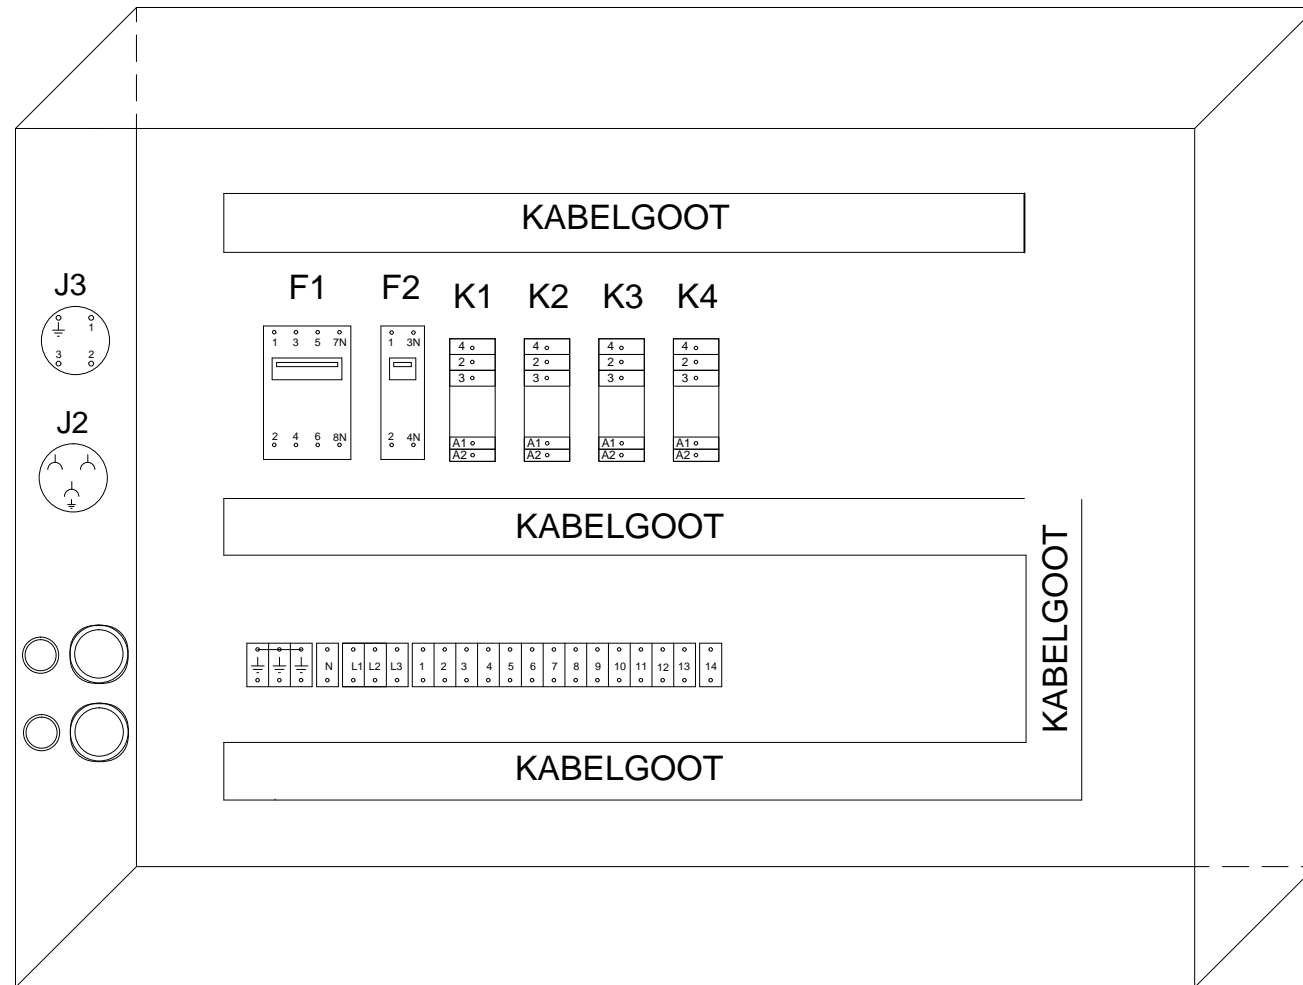 KABELGOOT
J3
1
3 2
J2
F1 F2 K1 K2 K3 K4
1 3 5 7N
2 4 6 8N
1 3N
2 4N
4
2
3
A1
A2
4
2
3
A1
A2
4
2
3
A1
A2
4
2
3
A1
A2
KABELGOOT
KABELGOOT
N L1 L2 L3 1 2 3 4 5 6 7 8 9 10 11 12 13 14
KABELGOOT